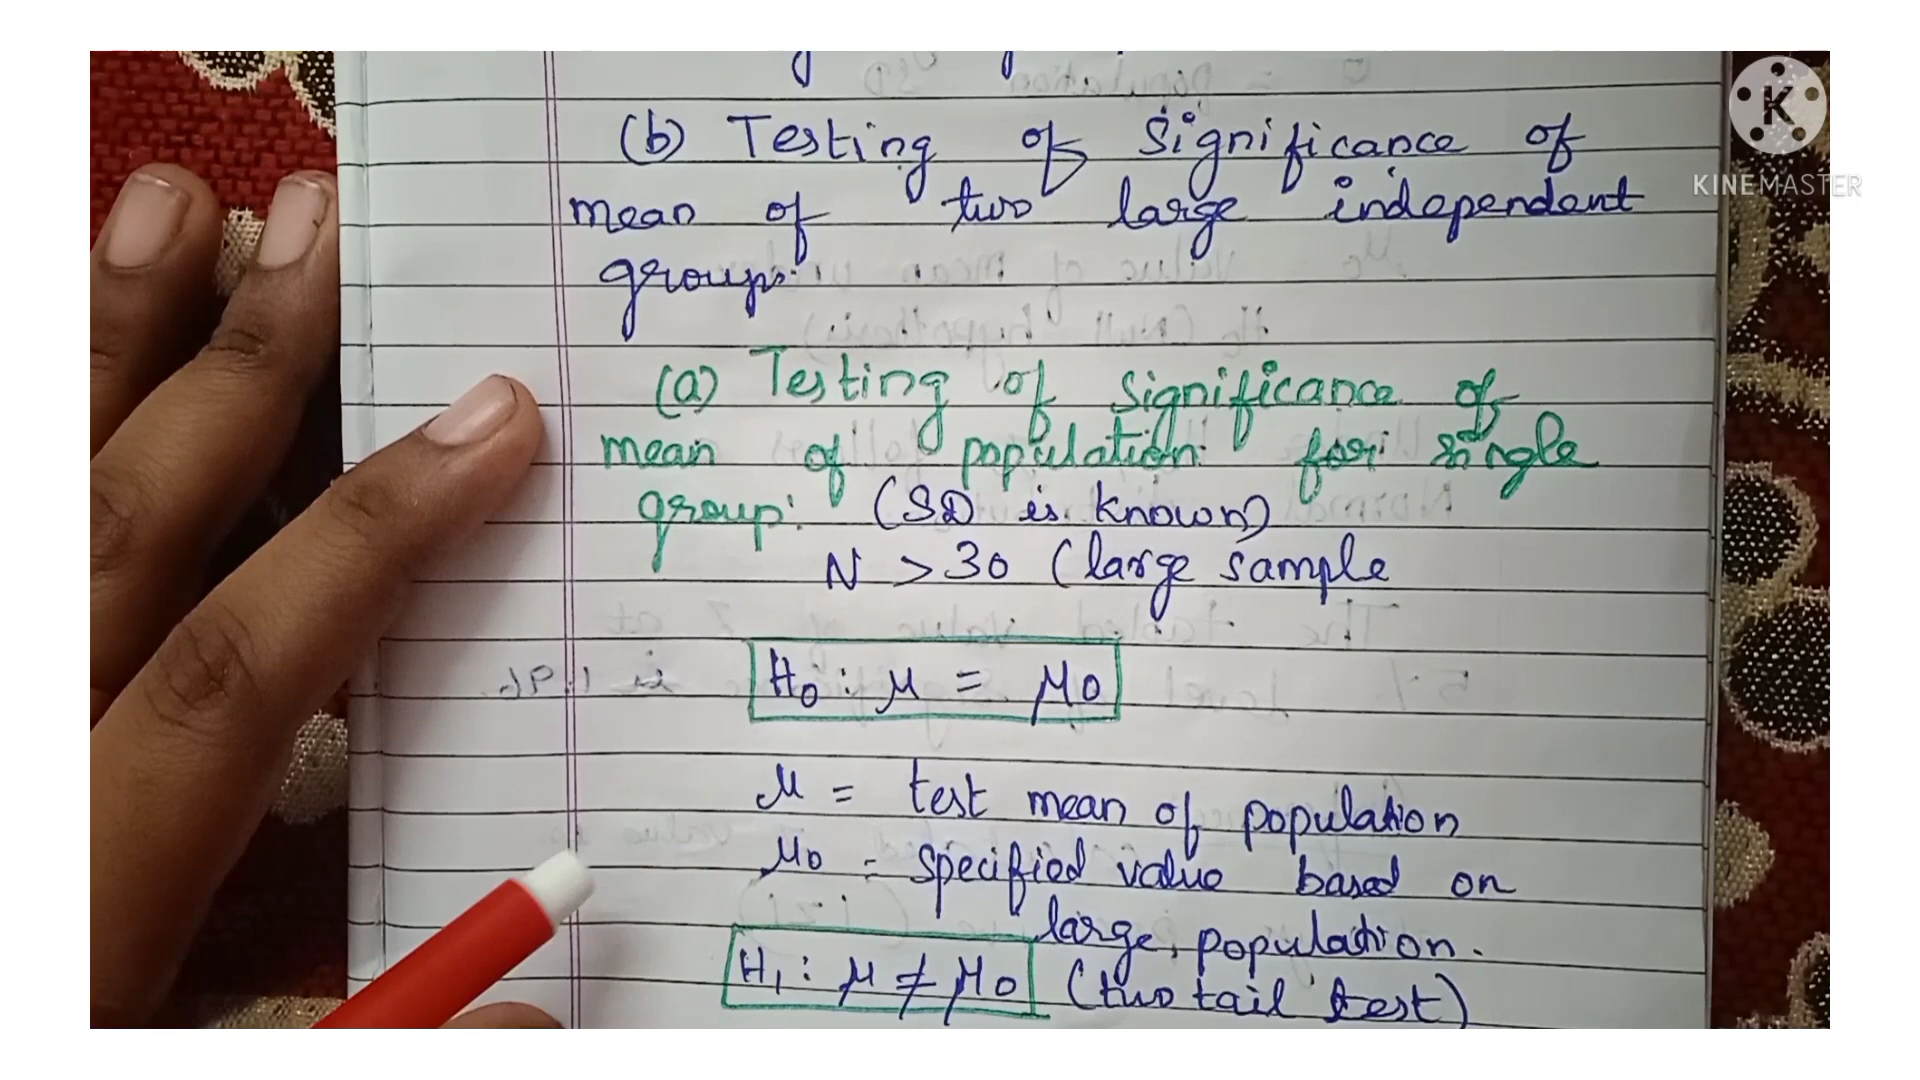 (b) Testing of significance of
mean of two large independent
groups.
(a) Testing of significance of
mean of population for single
group: (SD is known)
N > 30 (large sample
H0 : μ = μ0
μ = test mean of population
μ0 = specified value based on
large population.
H1 : μ ≠ μ0 (two tail test)
K
KINEMASTER